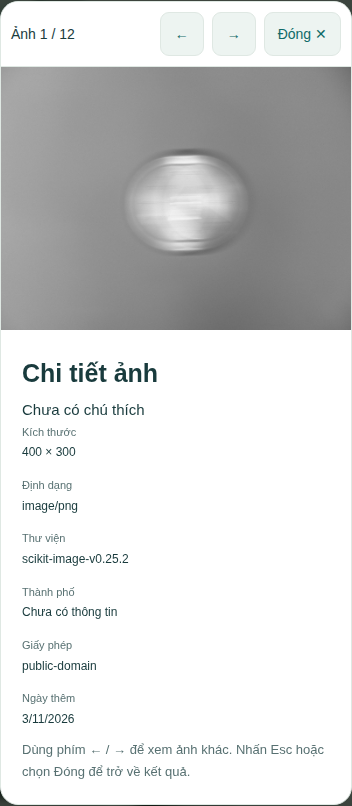 Ảnh 1 / 12
← → Đóng ✕
Chi tiết ảnh
Chưa có chú thích
Kích thước
400 × 300
Định dạng
image/png
Thư viện
scikit-image-v0.25.2
Thành phố
Chưa có thông tin
Giấy phép
public-domain
Ngày thêm
3/11/2026
Dùng phím ← / → để xem ảnh khác. Nhấn Esc hoặc
chọn Đóng để trở về kết quả.